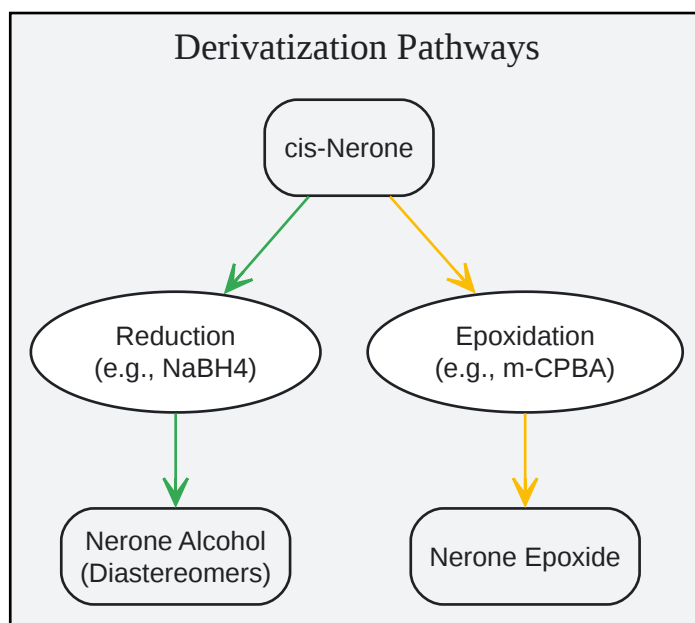 Derivatization Pathways
cis-Nerone
Reduction
(e.g., NaBH4)
Epoxidation
(e.g., m-CPBA)
Nerone Alcohol
(Diastereomers)
Nerone Epoxide